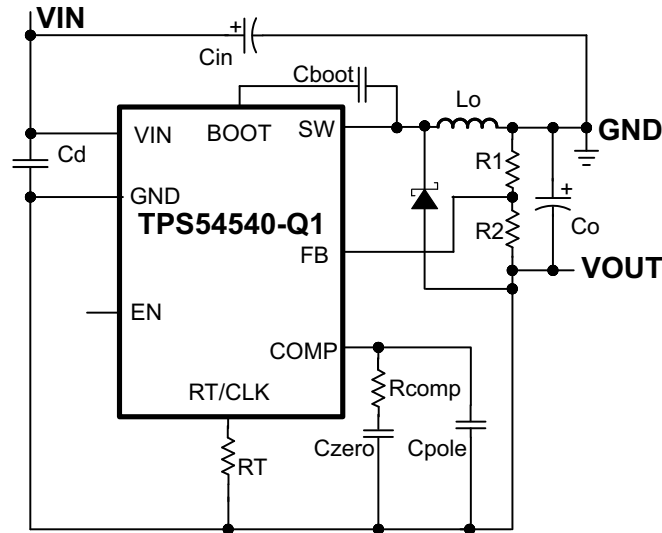 VIN
+
Cin
Cboot
Lo
VIN
BOOT
SW
GND
Cd
R1
GND
TPS54540-Q1
+
R2
Co
FB
VOUT
EN
COMP
RT/CLK
Rcomp
Czero
Cpole
RT